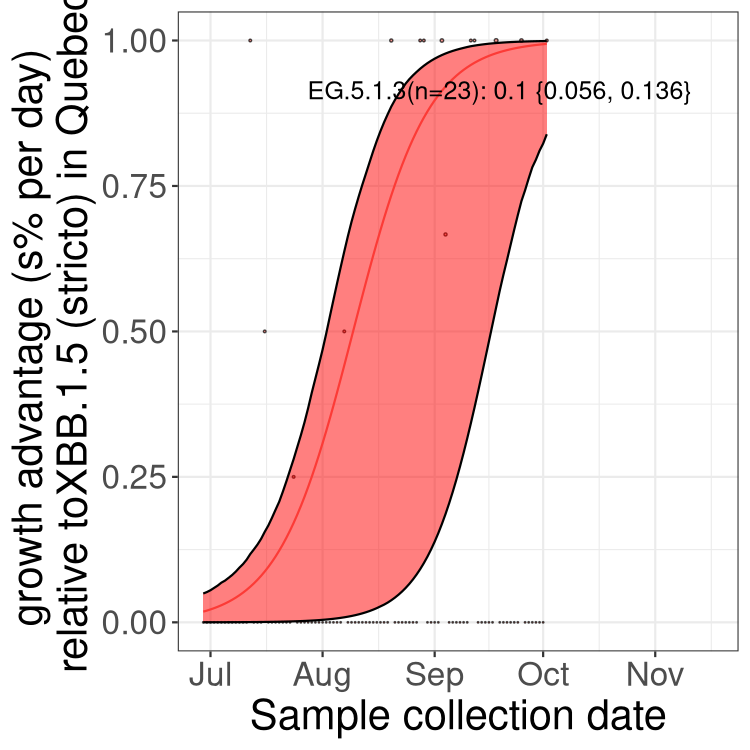 growth advantage (s% per day)
relative toXBB.1.5 (stricto) in Quebec
1.00
0.75
0.50
0.25
0.00
EG.5.1.3(n=23): 0.1 {0.056, 0.136}
Jul Aug Sep Oct Nov
Sample collection date